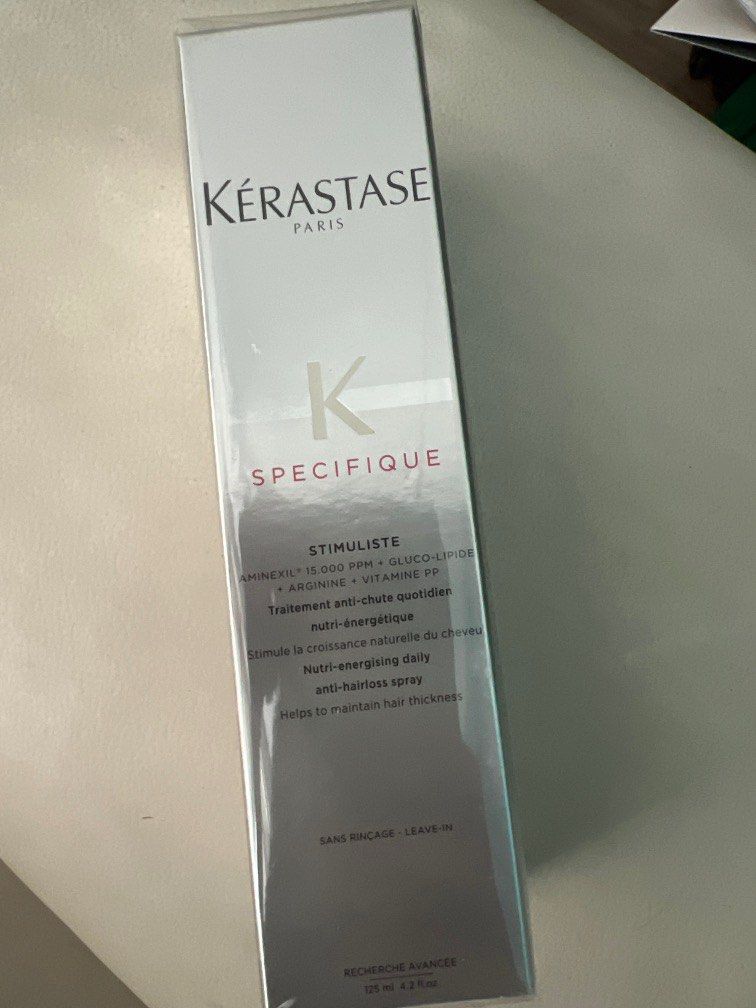 KÉRASTASE
PARIS
K
SPECIFIQUE
STIMULISTE
AMINEXIL® 15.000 PPM + GLUCO-LIPIDE
+ ARGININE + VITAMINE PP
Traitement anti-chute quotidien
nutri-énergétique
Stimule la croissance naturelle du cheveu
Nutri-energising daily
anti-hairloss spray
Helps to maintain hair thickness
SANS RINÇAGE - LEAVE-IN
RECHERCHE AVANCÉE
125 ml 4.2 fl.oz